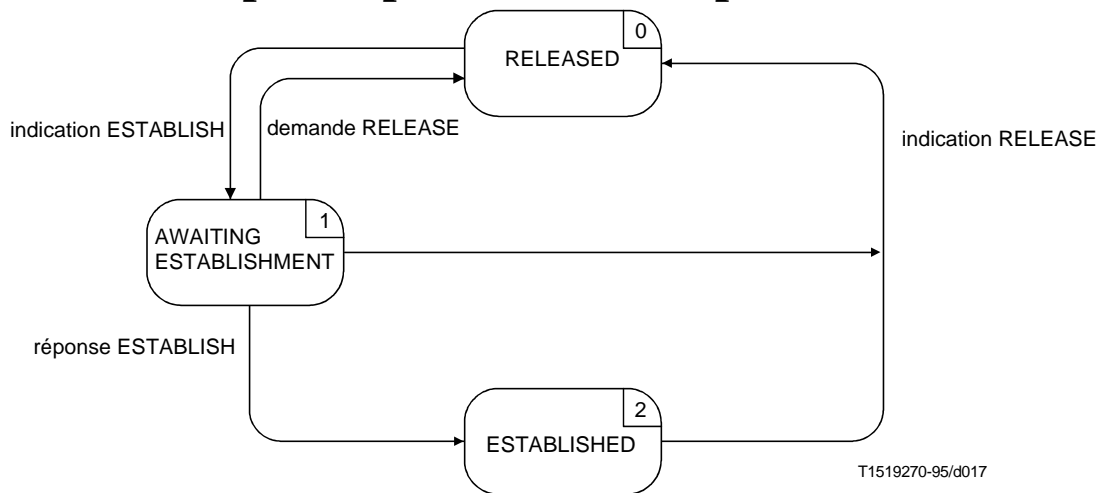 0
RELEASED
indication ESTABLISH
demande RELEASE
indication RELEASE
1
AWAITING
ESTABLISHMENT
réponse ESTABLISH
2
ESTABLISHED
T1519270-95/d017